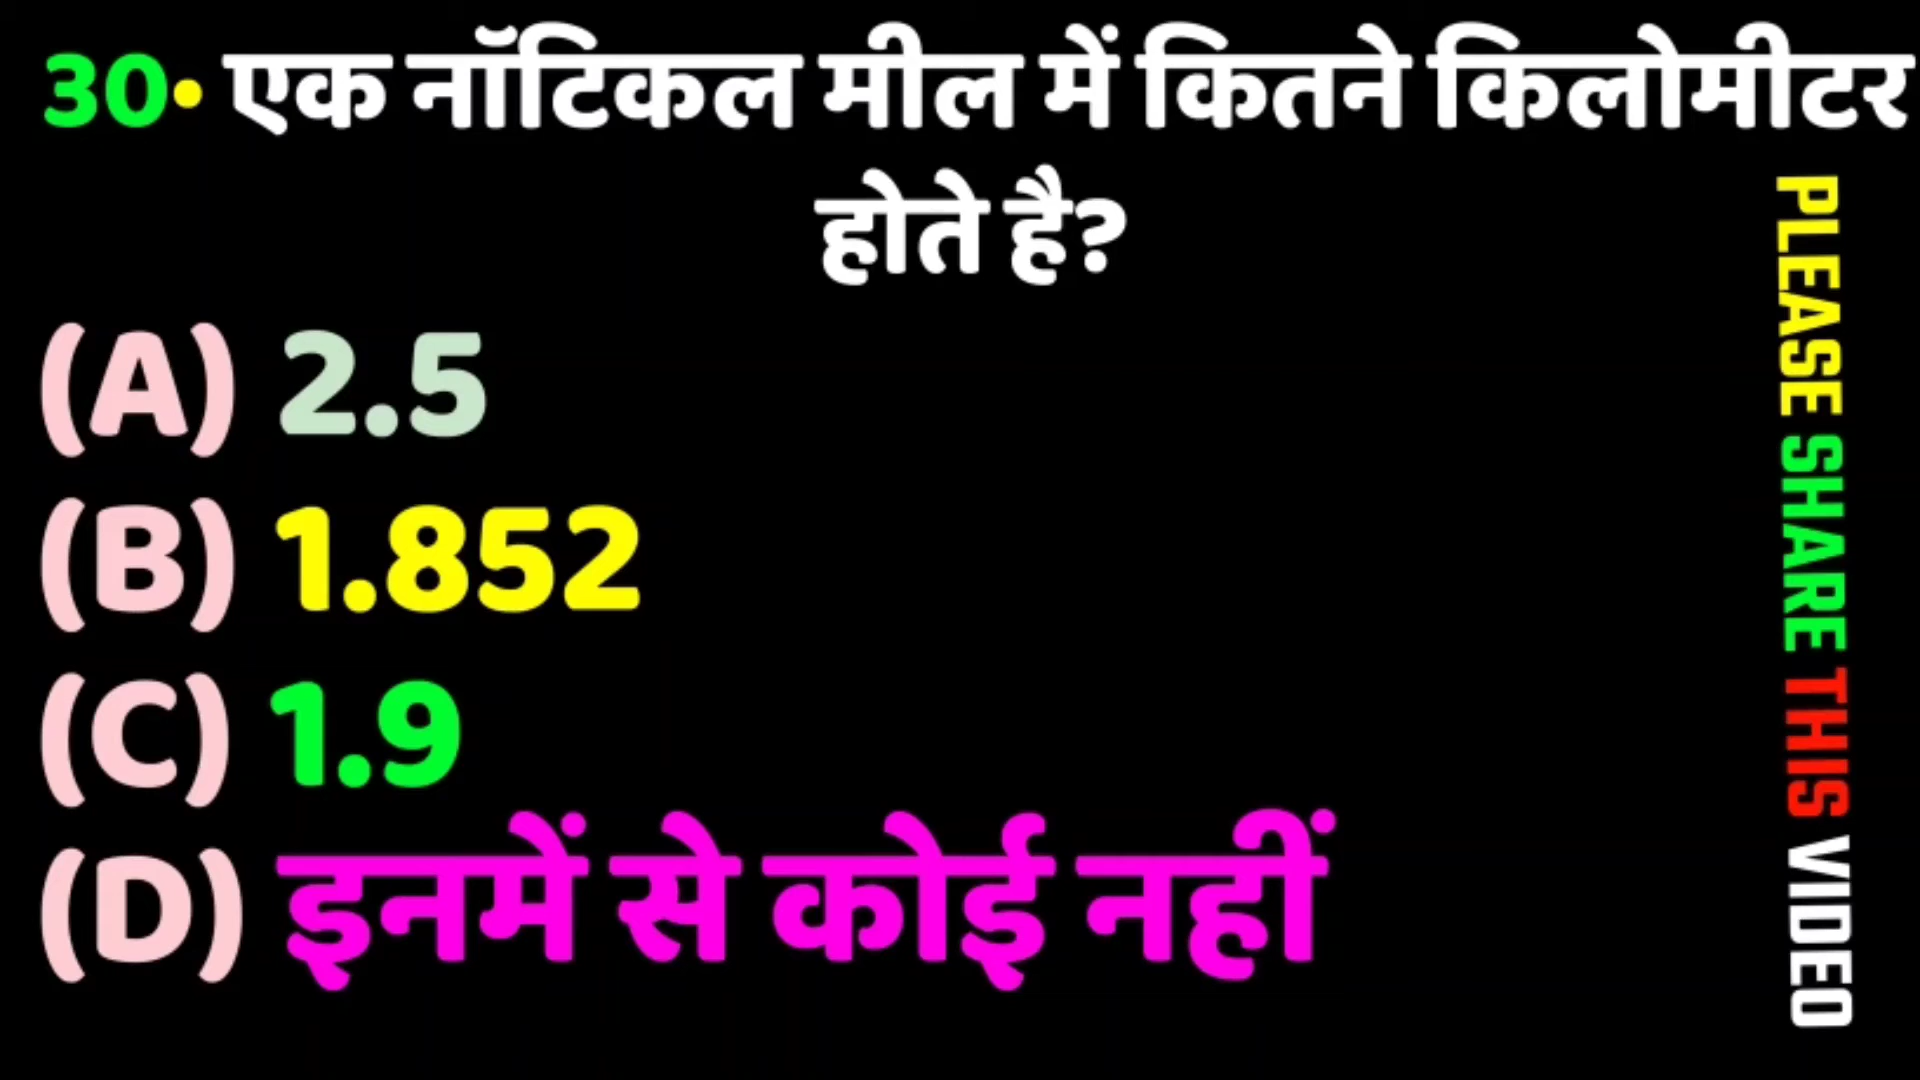 30• एक नॉटिकल मील में कितने किलोमीटर
होते है?
(A) 2.5
(B) 1.852
(C) 1.9
(D) इनमें से कोई नहीं
PLEASE SHARE THIS VIDEO